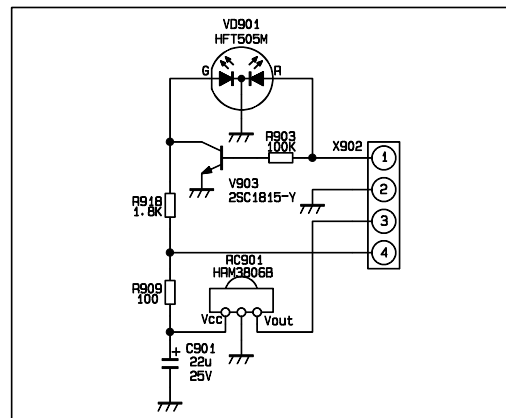 VD901
HFT505M
G
R
R903
100K
X902
1
V903
2SC1815-Y
2
R918
1.8K
3
4
RC901
HRM3806B
R909
100
Vcc
Vout
+
C901
22u
25V